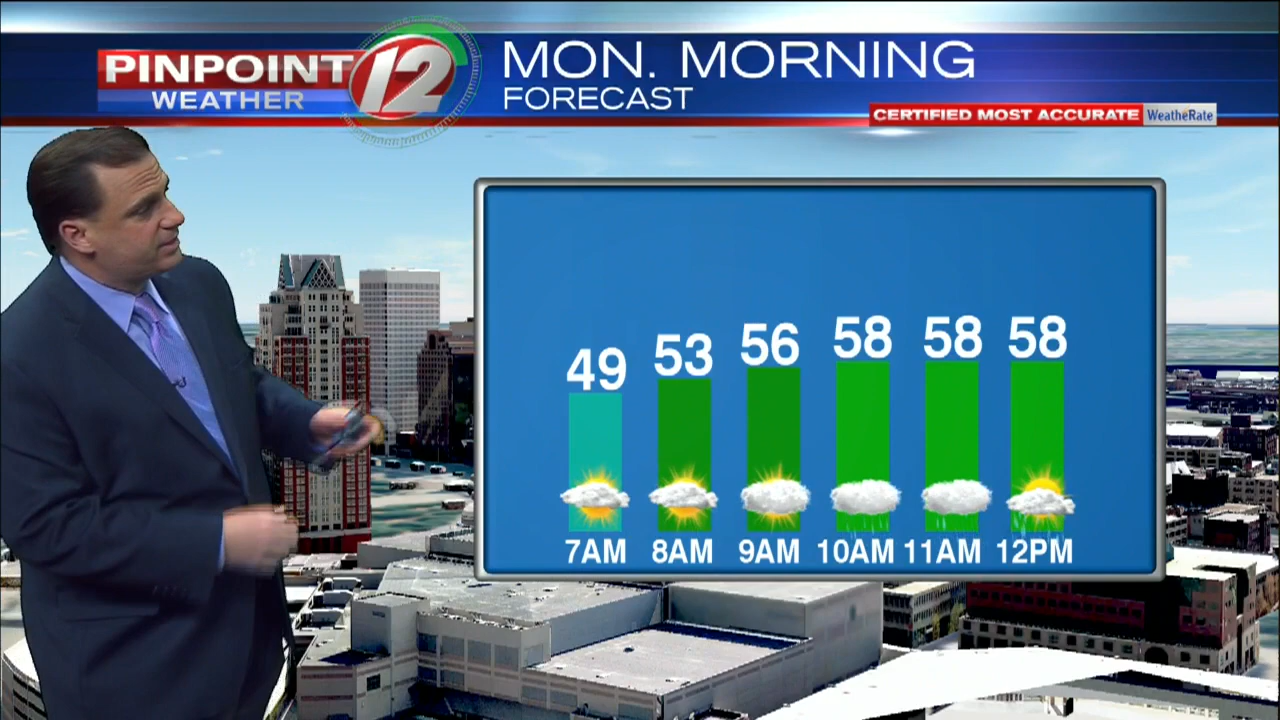 PINPOINT 12
WEATHER
MON. MORNING
FORECAST
CERTIFIED MOST ACCURATE WeatheRate
49 53 56 58 58 58
7AM 8AM 9AM 10AM 11AM 12PM